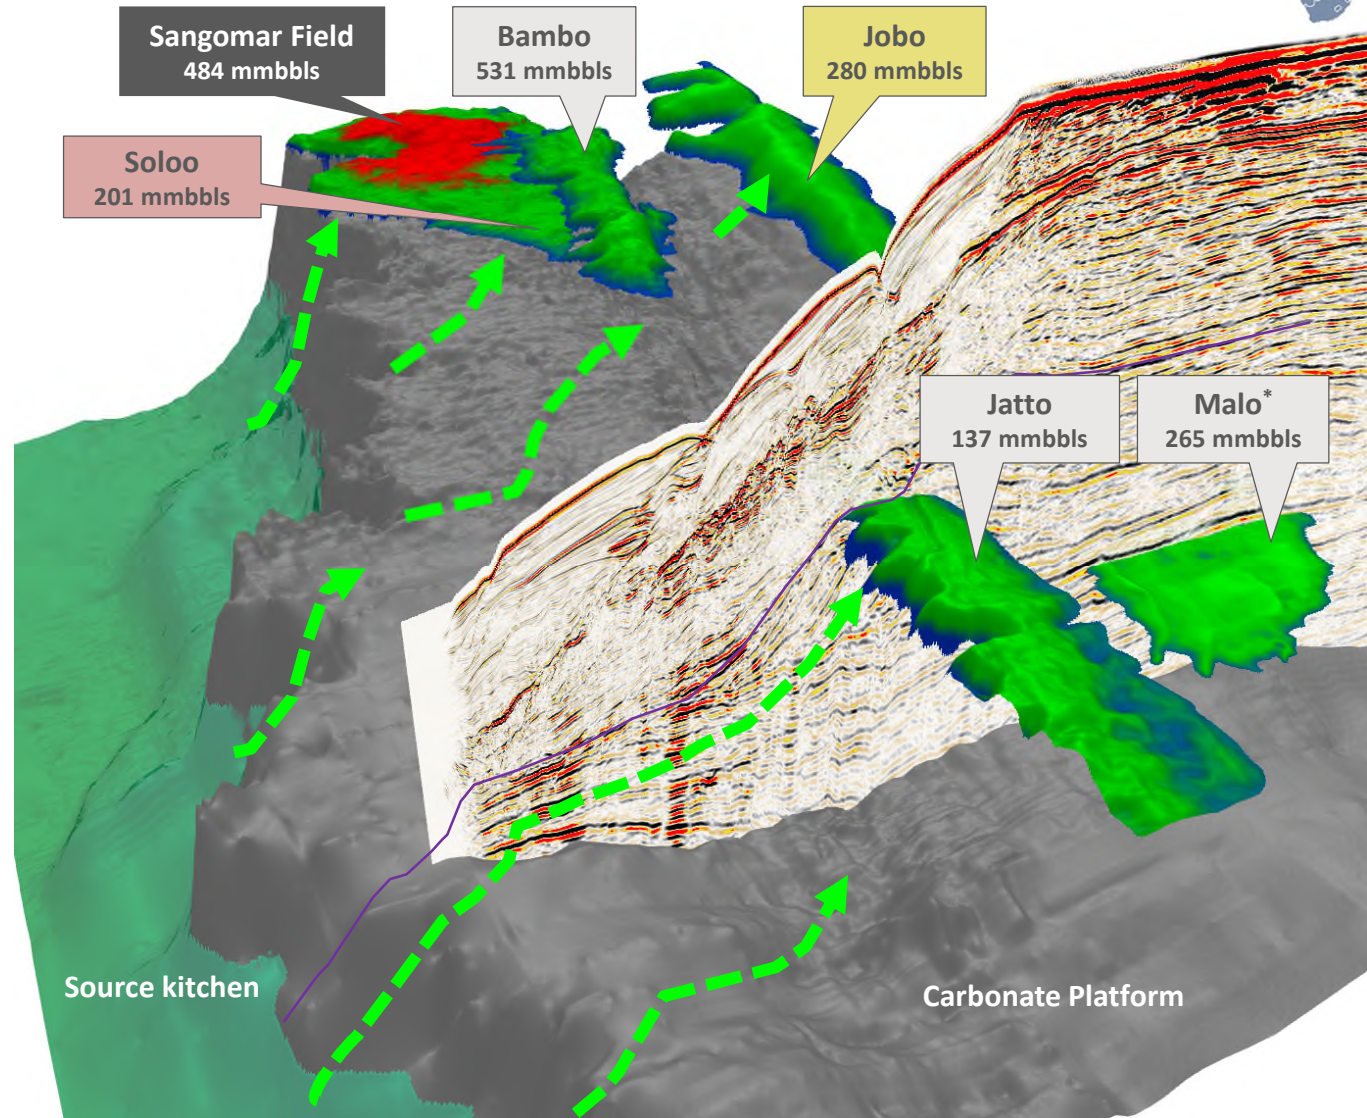 Sangomar Field
484 mmbbls
Bambo
531 mmbbls
Jobo
280 mmbbls
Soloo
201 mmbbls
Jatto
137 mmbbls
Malo*
265 mmbbls
Source kitchen
Carbonate Platform